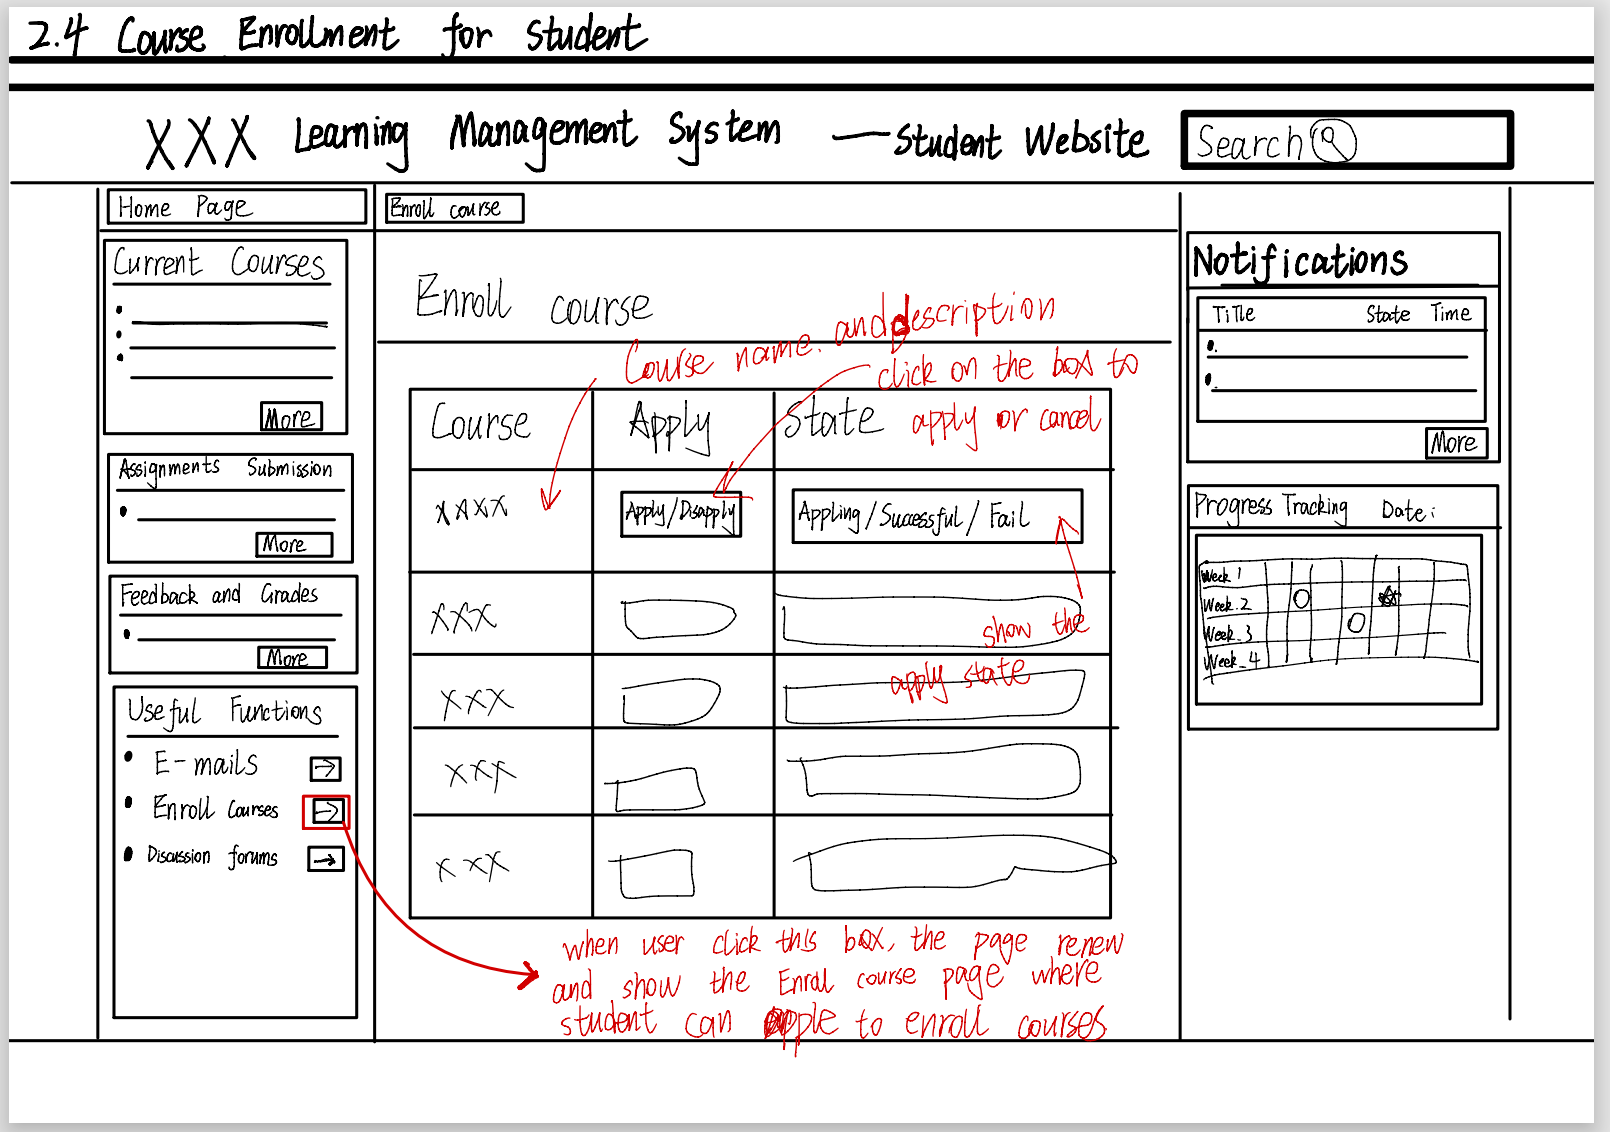 2.4 Course Enrollment for Student
XXX Learning Management System — Student Website
Search
Home Page
Enroll course
Current Courses
More
Assignments Submission
More
Feedback and Grades
More
Useful Functions
E-mails
Enroll Courses
Discussion forums
Enroll course
Course name. and description
click on the box to
apply or cancel
Course Apply State
XXXX Apply/Disapply Appling/Successful/Fail
XXX
show the
apply state
XXX
XXX
XXX
when user click this box, the page renew
and show the Enroll course page where
student can apple to enroll courses
Notifications
Title State Time
More
Progress Tracking Date:
Week 1
Week.2
Week_3
Week_4